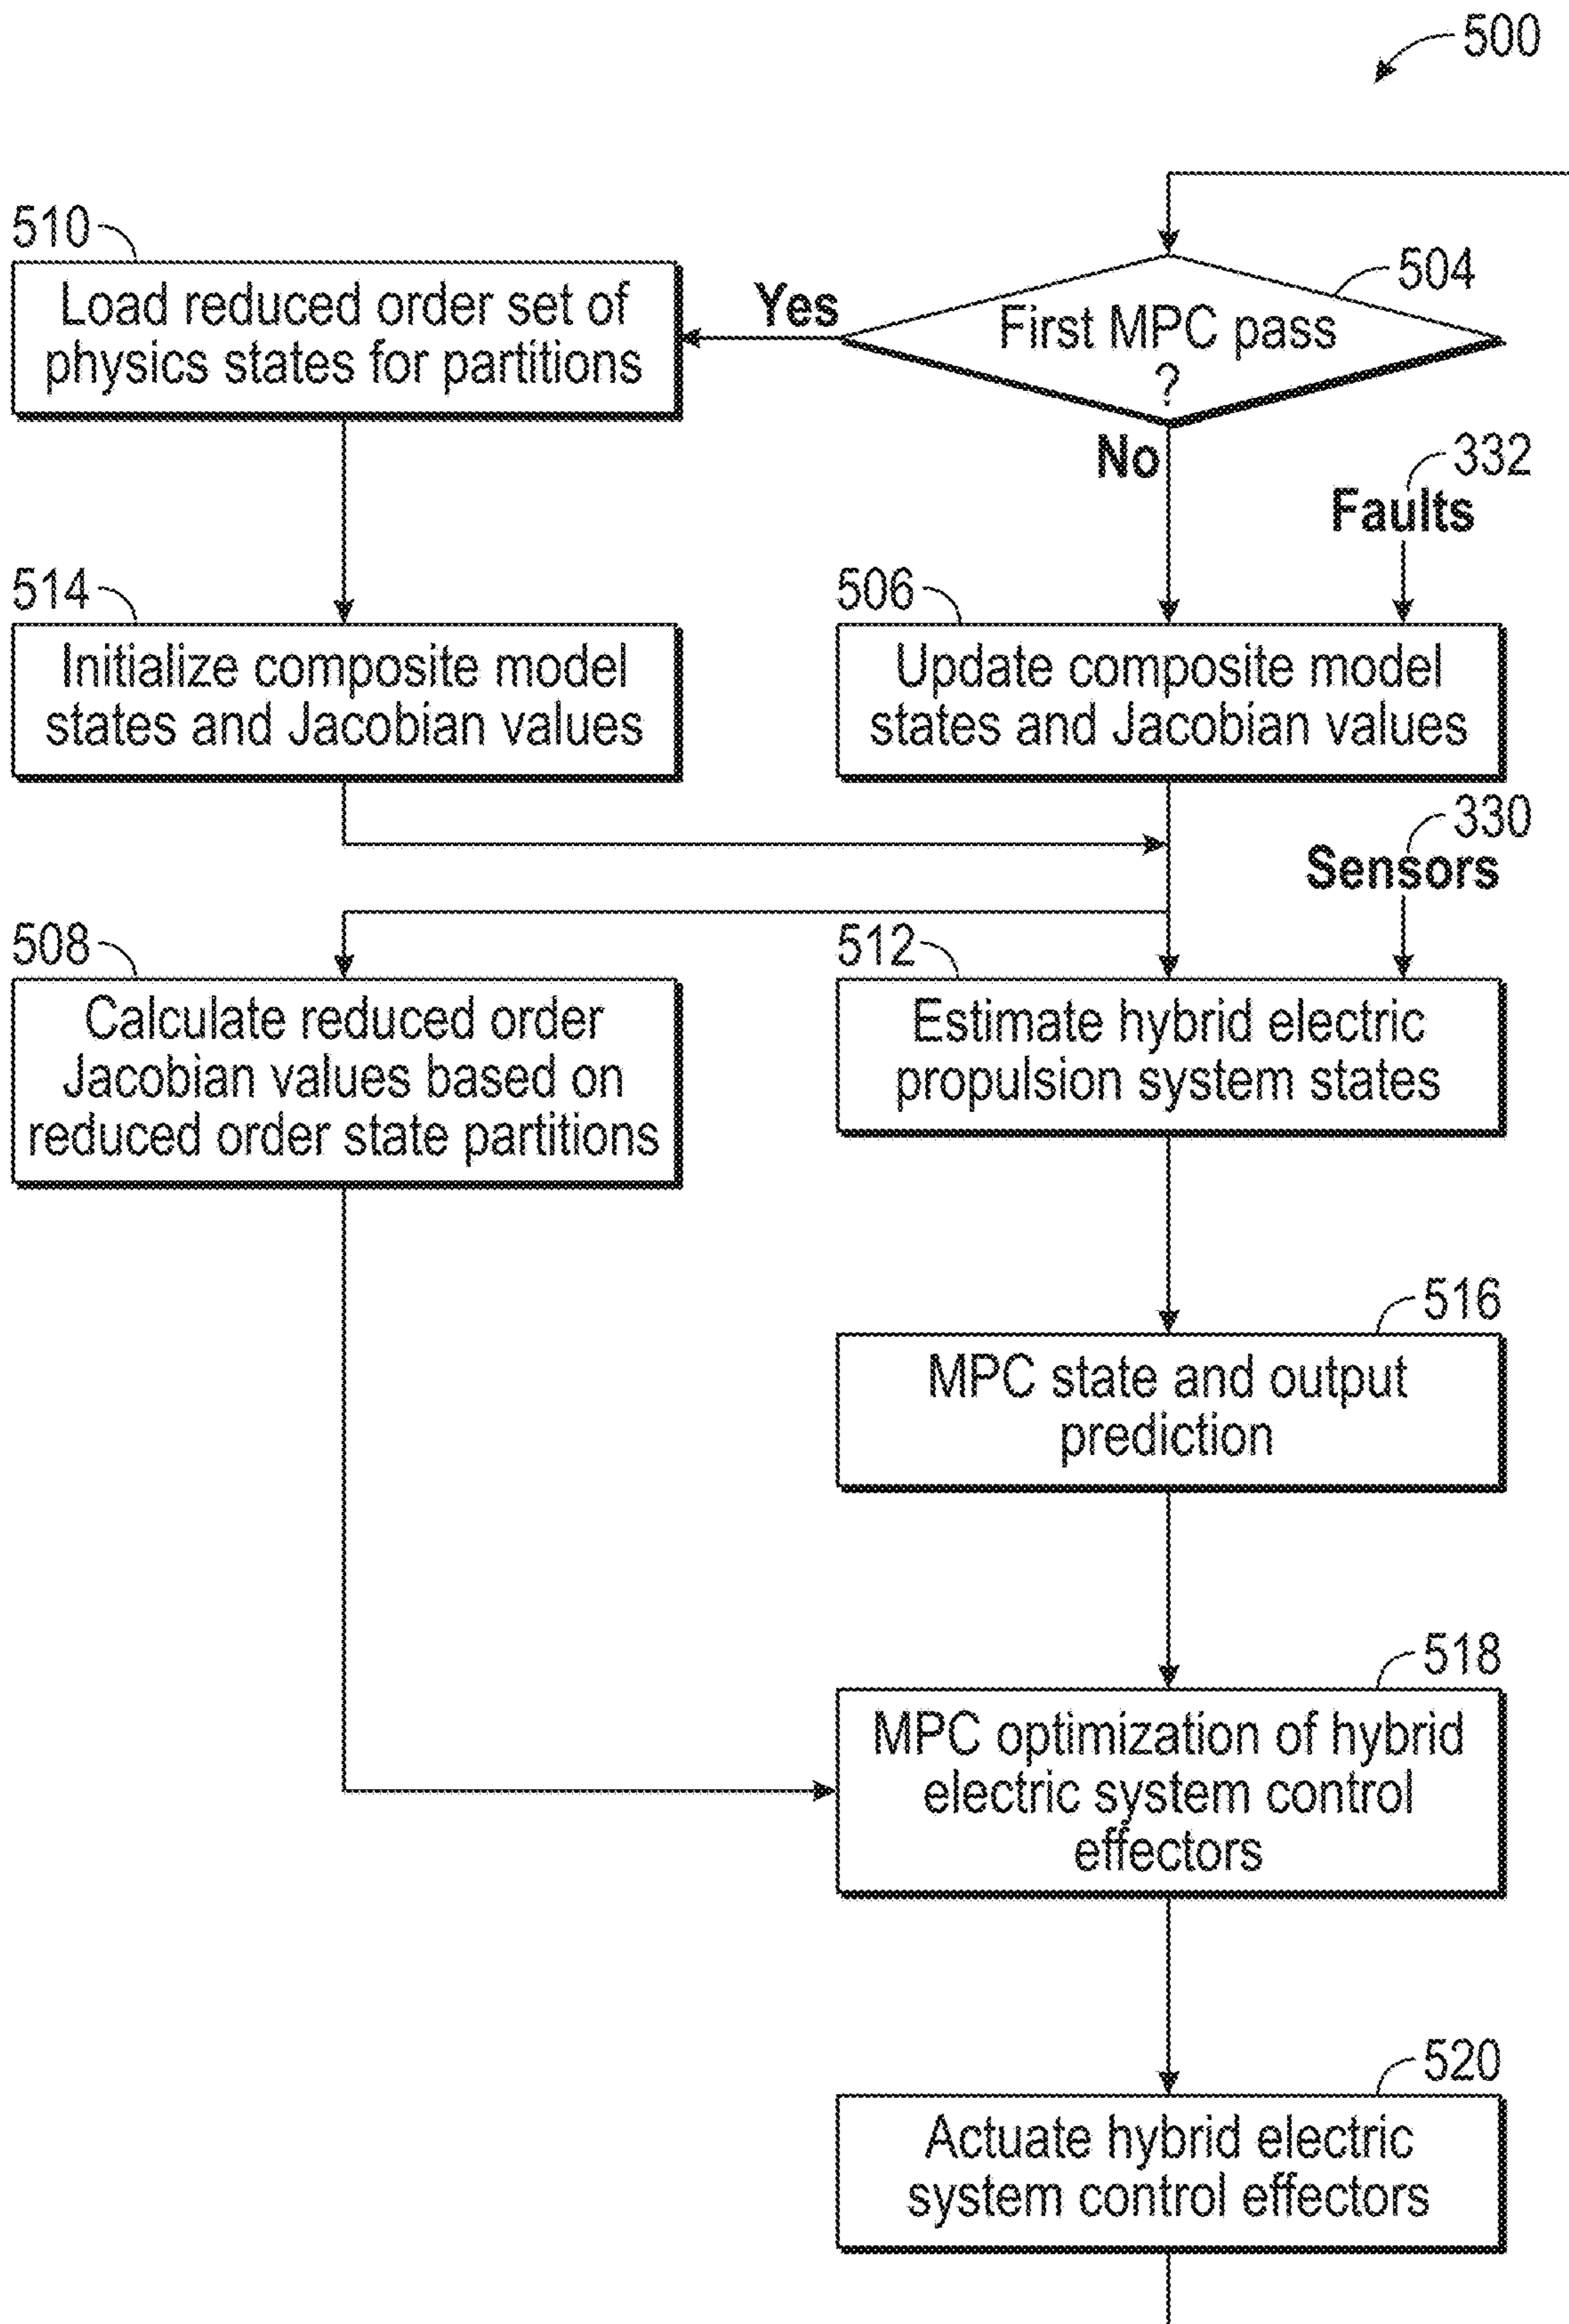 500
510
Load reduced order set of
physics states for partitions
Yes
504
First MPC pass
?
No
332
Faults
514
Initialize composite model
states and Jacobian values
506
Update composite model
states and Jacobian values
330
Sensors
508
Calculate reduced order
Jacobian values based on
reduced order state partitions
512
Estimate hybrid electric
propulsion system states
516
MPC state and output
prediction
518
MPC optimization of hybrid
electric system control
effectors
520
Actuate hybrid electric
system control effectors